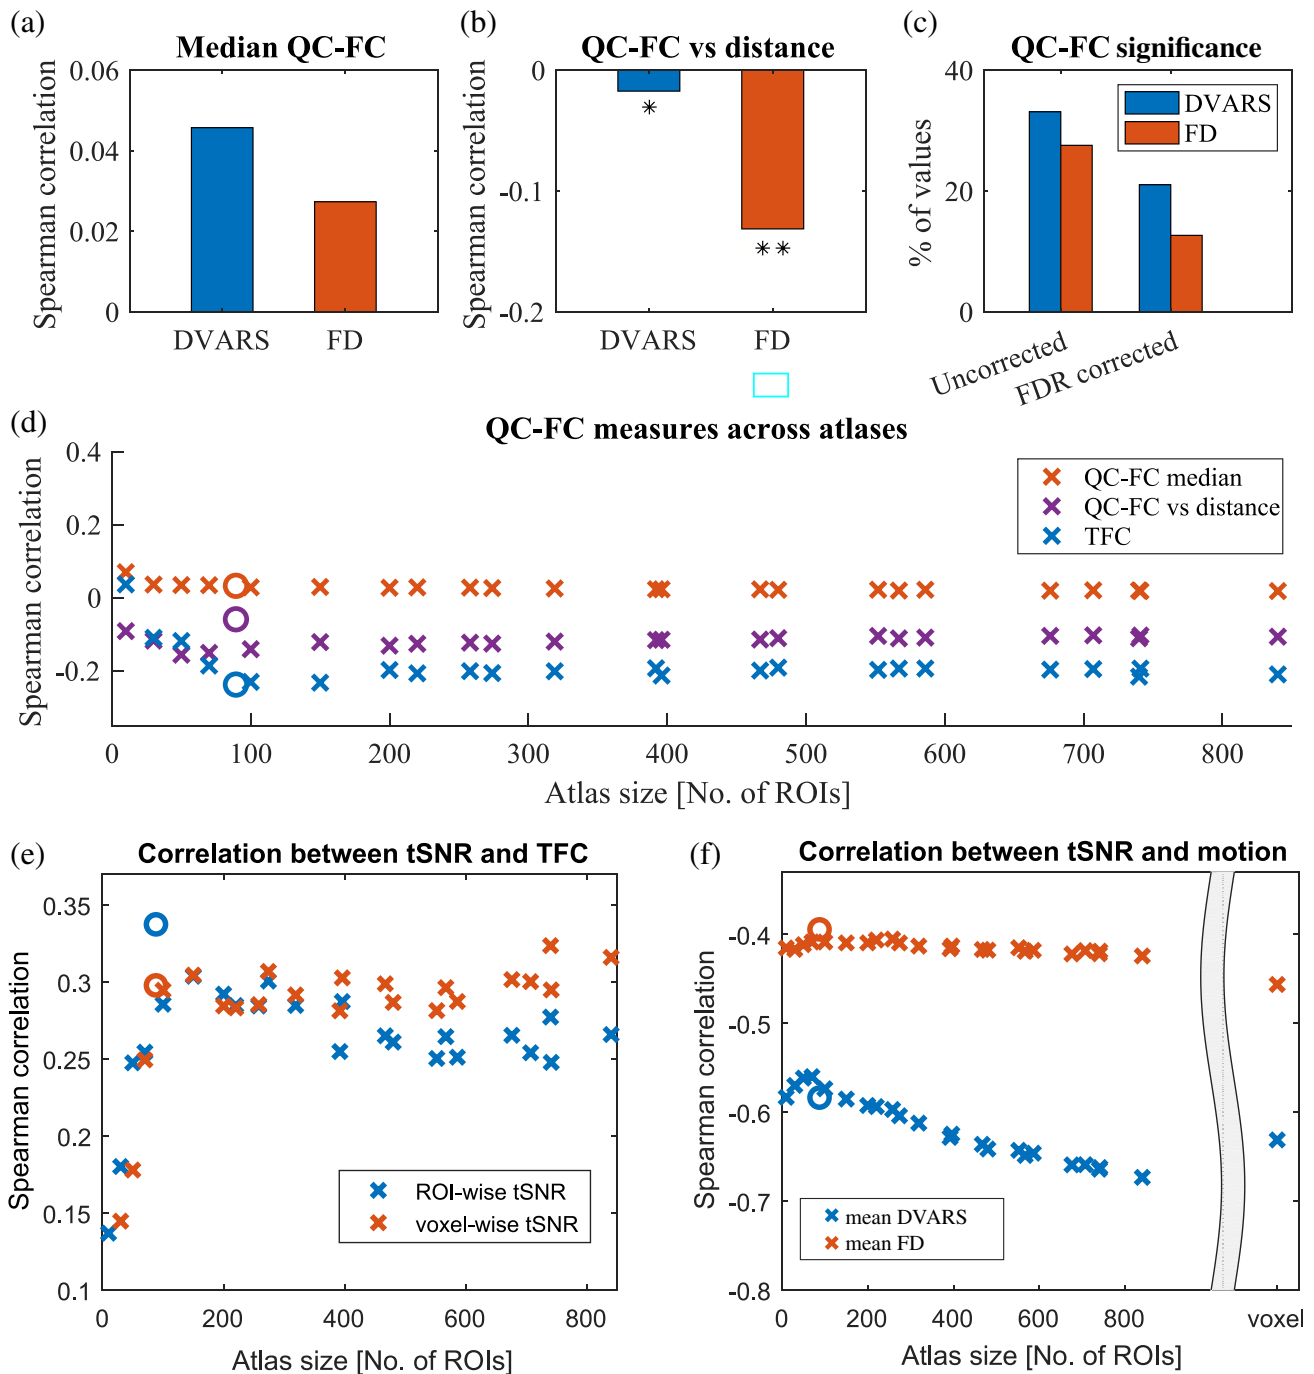 (a)
Median QC-FC
0.06
0.04
0.02
0
Spearman correlation
DVARS
FD
(b)
QC-FC vs distance
0
-0.1
-0.2
Spearman correlation
* 
**
DVARS
FD
(c)
QC-FC significance
40
20
0
% of values
DVARS
FD
Uncorrected
FDR corrected
(d)
QC-FC measures across atlases
0.4
0.2
0
-0.2
Spearman correlation
QC-FC median
QC-FC vs distance
TFC
0 100 200 300 400 500 600 700 800
Atlas size [No. of ROIs]
(e)
Correlation between tSNR and TFC
0.35
0.3
0.25
0.2
0.15
0.1
Spearman correlation
ROI-wise tSNR
voxel-wise tSNR
0 200 400 600 800
Atlas size [No. of ROIs]
(f)
Correlation between tSNR and motion
-0.4
-0.5
-0.6
-0.7
-0.8
Spearman correlation
mean DVARS
mean FD
0 200 400 600 800 voxel
Atlas size [No. of ROIs]